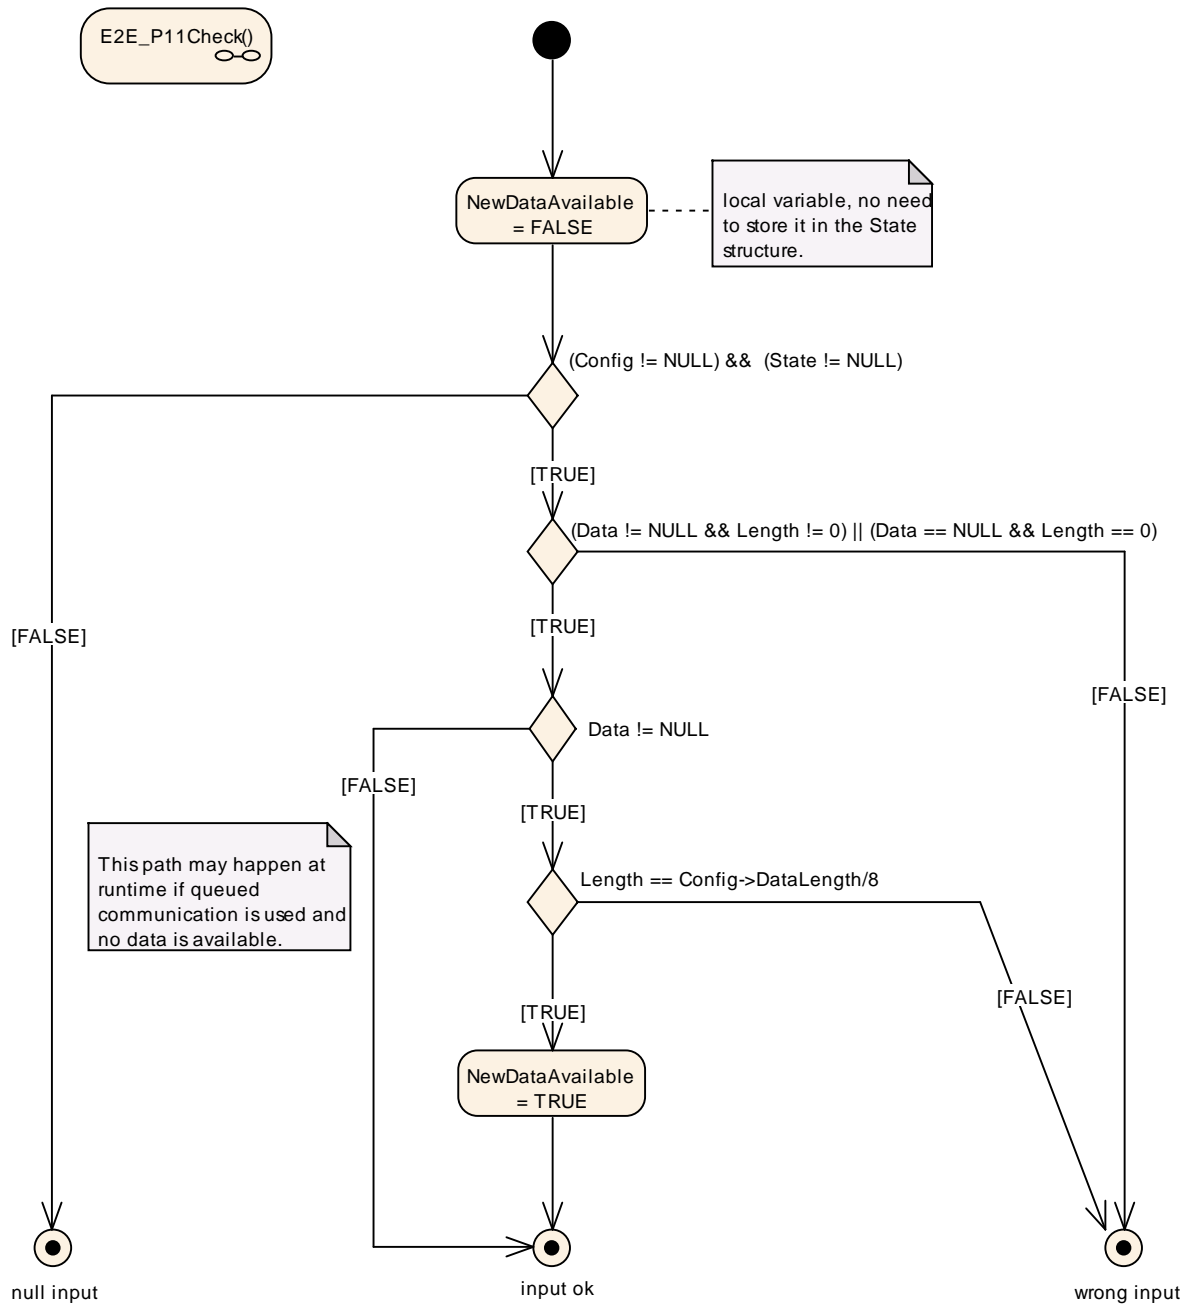 E2E_P11Check()
NewDataAvailable
= FALSE
local variable, no need
to store it in the State
structure.
(Config != NULL) &&  (State != NULL)
[TRUE]
(Data != NULL && Length != 0) || (Data == NULL && Length == 0)
[TRUE]
[FALSE]
[FALSE]
Data != NULL
[FALSE]
[TRUE]
This path may happen at
runtime if queued
communication is used and
no data is available.
Length == Config->DataLength/8
[FALSE]
[TRUE]
NewDataAvailable
= TRUE
null input
input ok
wrong input